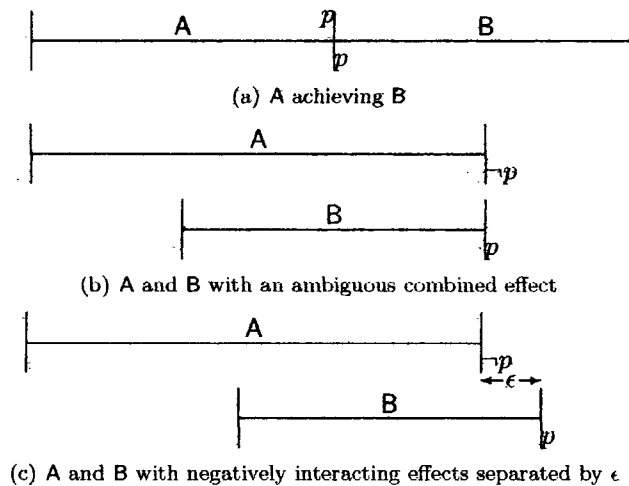 p
A B
p
(a) A achieving B
A
¬p
B
p
(b) A and B with an ambiguous combined effect
A
¬p
ϵ
B
p
(c) A and B with negatively interacting effects separated by ϵ